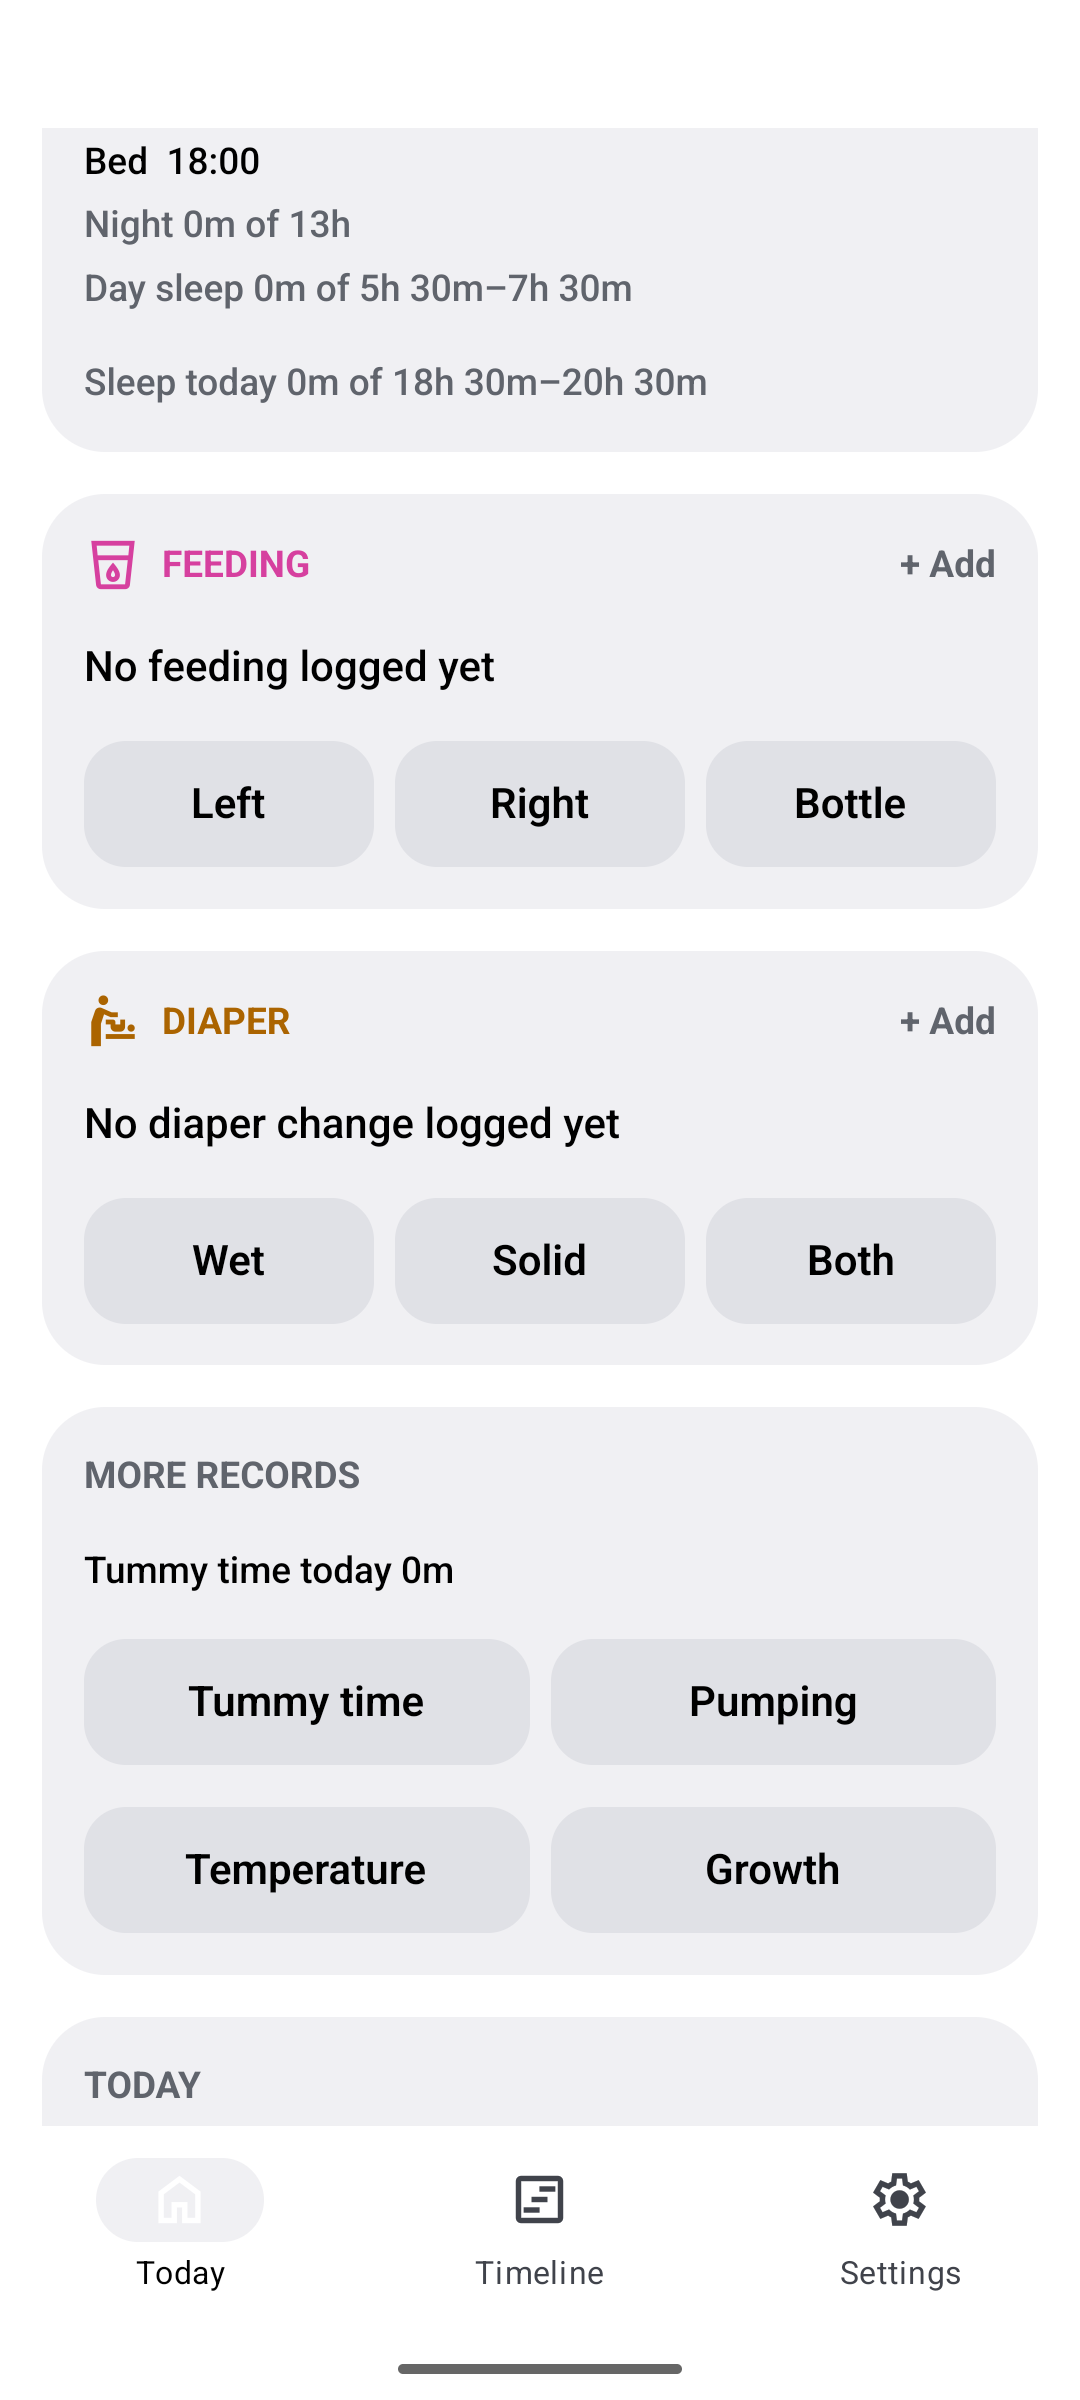 Bed 18:00
Night 0m of 13h
Day sleep 0m of 5h 30m–7h 30m
Sleep today 0m of 18h 30m–20h 30m
FEEDING
+ Add
No feeding logged yet
Left
Right
Bottle
DIAPER
+ Add
No diaper change logged yet
Wet
Solid
Both
MORE RECORDS
Tummy time today 0m
Tummy time
Pumping
Temperature
Growth
TODAY
Today
Timeline
Settings